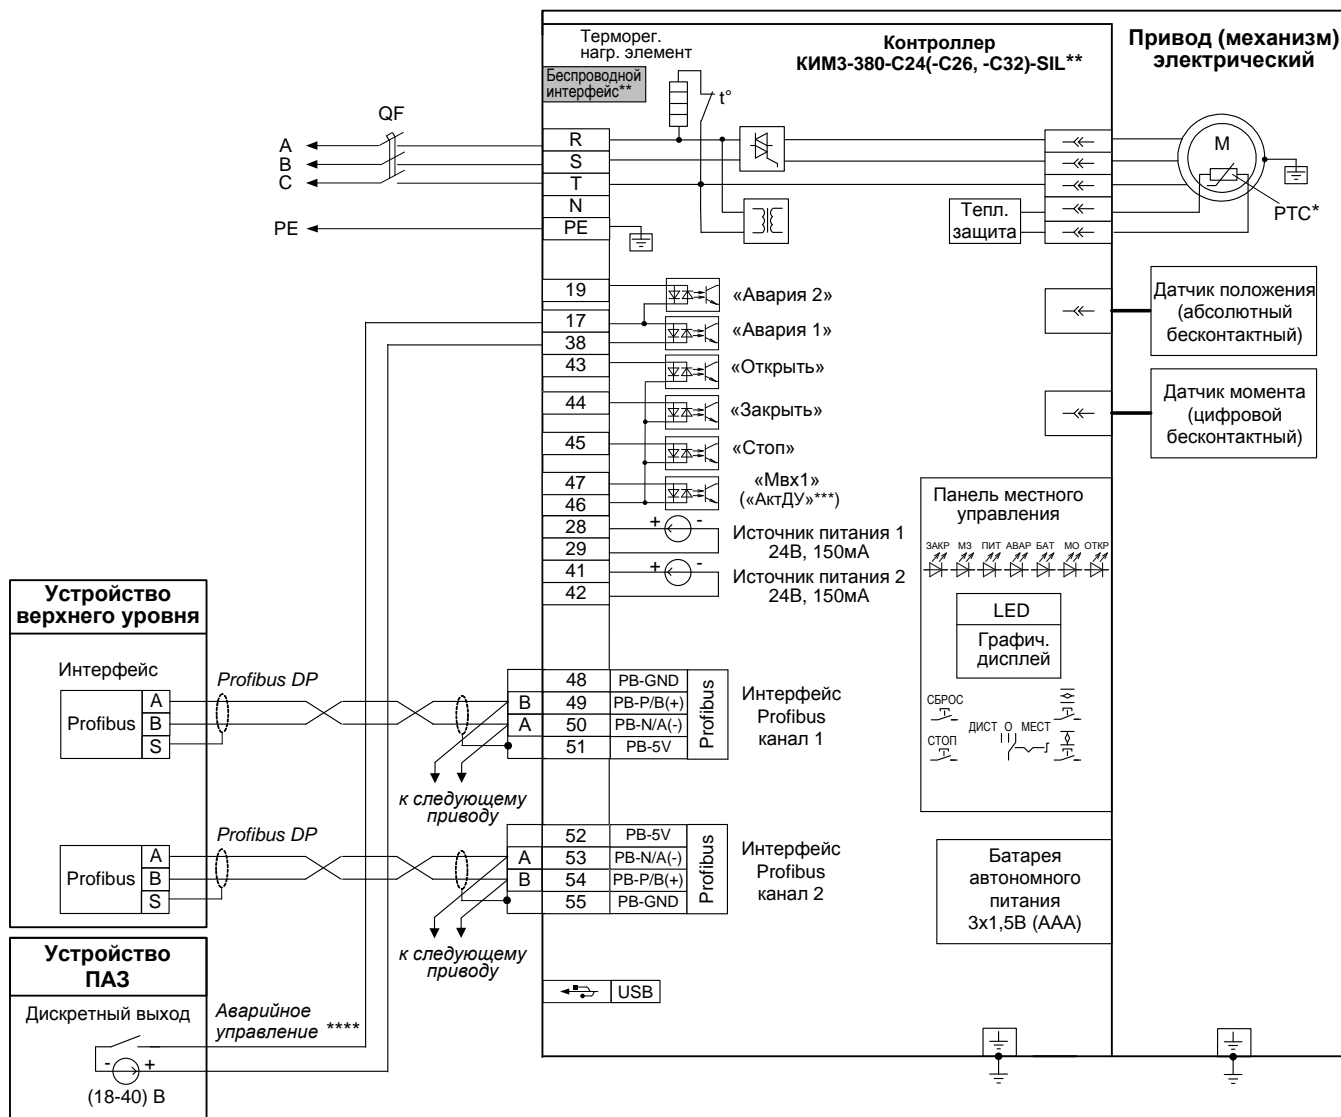 Терморег.
нагр. элемент
Беспроводной
интерфейс**
Контроллер
КИМ3-380-С24(-С26, -С32)-SIL**
Привод (механизм)
электрический
QF
t°
A
B
C
PE
R
S
T
N
PE
Тепл.
защита
M
PTC*
19
17
38
43
44
45
47
46
28
29
41
42
«Авария 2»
«Авария 1»
«Открыть»
«Закрыть»
«Стоп»
«Мвх1»
(«АктДУ»***)
+ -
Источник питания 1
24В, 150мА
+ -
Источник питания 2
24В, 150мА
Датчик положения
(абсолютный
бесконтактный)
Датчик момента
(цифровой
бесконтактный)
Панель местного
управления
ЗАКР МЗ ПИТ АВАР БАТ МО ОТКР
LED
Графич.
дисплей
СБРОС
СТОП
ДИСТ О МЕСТ
Устройство
верхнего уровня
Интерфейс
Profibus
A
B
S
Profibus DP
B
A
48 PB-GND
49 PB-P/B(+)
50 PB-N/A(-)
51 PB-5V
Profibus
Интерфейс
Profibus
канал 1
к следующему
приводу
Profibus
A
B
S
Profibus DP
A
B
52 PB-5V
53 PB-N/A(-)
54 PB-P/B(+)
55 PB-GND
Profibus
Интерфейс
Profibus
канал 2
к следующему
приводу
Батарея
автономного
питания
3х1,5В (ААА)
USB
Устройство
ПАЗ
Дискретный выход
Аварийное
управление ****
- +
(18-40) В